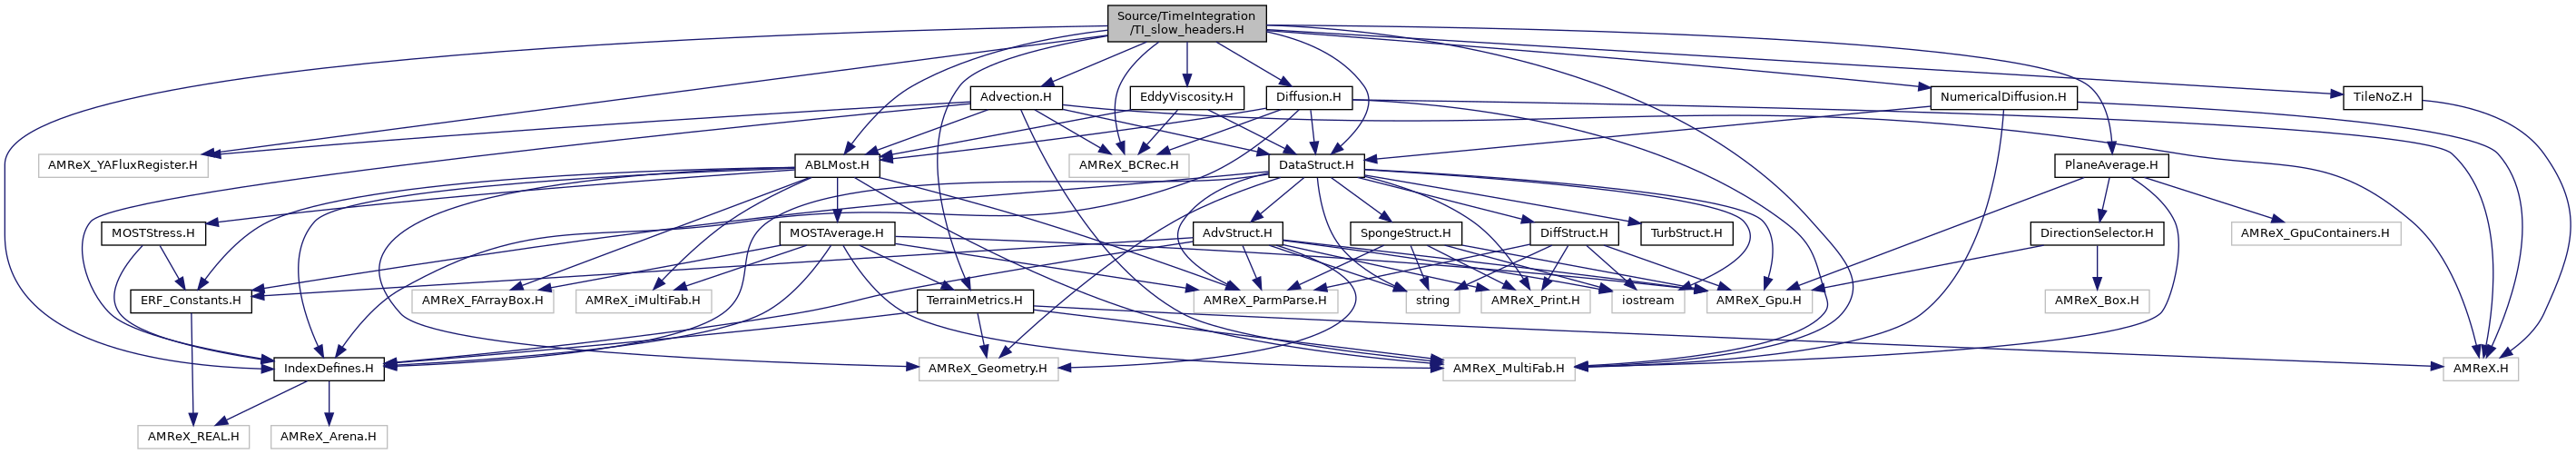 Source/TimeIntegration
/TI_slow_headers.H
Advection.H
EddyViscosity.H
Diffusion.H
NumericalDiffusion.H
TileNoZ.H
AMReX_YAFluxRegister.H
ABLMost.H
AMReX_BCRec.H
DataStruct.H
PlaneAverage.H
MOSTStress.H
MOSTAverage.H
AdvStruct.H
SpongeStruct.H
DiffStruct.H
TurbStruct.H
DirectionSelector.H
AMReX_GpuContainers.H
ERF_Constants.H
AMReX_FArrayBox.H
AMReX_iMultiFab.H
TerrainMetrics.H
AMReX_ParmParse.H
string
AMReX_Print.H
iostream
AMReX_Gpu.H
AMReX_Box.H
IndexDefines.H
AMReX_Geometry.H
AMReX_MultiFab.H
AMReX.H
AMReX_REAL.H
AMReX_Arena.H